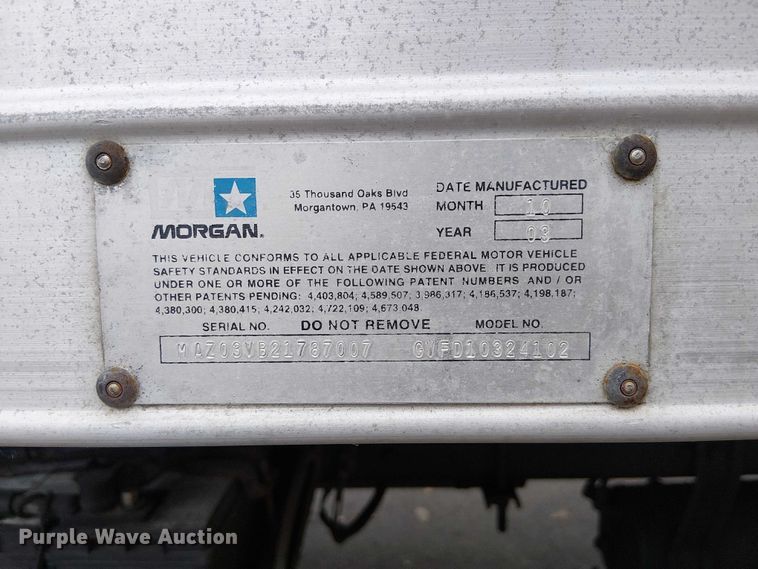 MORGAN.
35 Thousand Oaks Blvd
Morgantown, PA 19543
DATE MANUFACTURED
MONTH 10
YEAR 03
THIS VEHICLE CONFORMS TO ALL APPLICABLE FEDERAL MOTOR VEHICLE
SAFETY STANDARDS IN EFFECT ON THE DATE SHOWN ABOVE. IT IS PRODUCED
UNDER ONE OR MORE OF THE FOLLOWING PATENT NUMBERS AND / OR
OTHER PATENTS PENDING: 4,403,804; 4,589,507; 3,986,317; 4,186,537; 4,198,187;
4,380,300; 4,380,415; 4,242,032; 4,722,109; 4,673,048.
SERIAL NO. DO NOT REMOVE MODEL NO.
MAZ03VB21787007 GVFD10324102
Purple Wave Auction